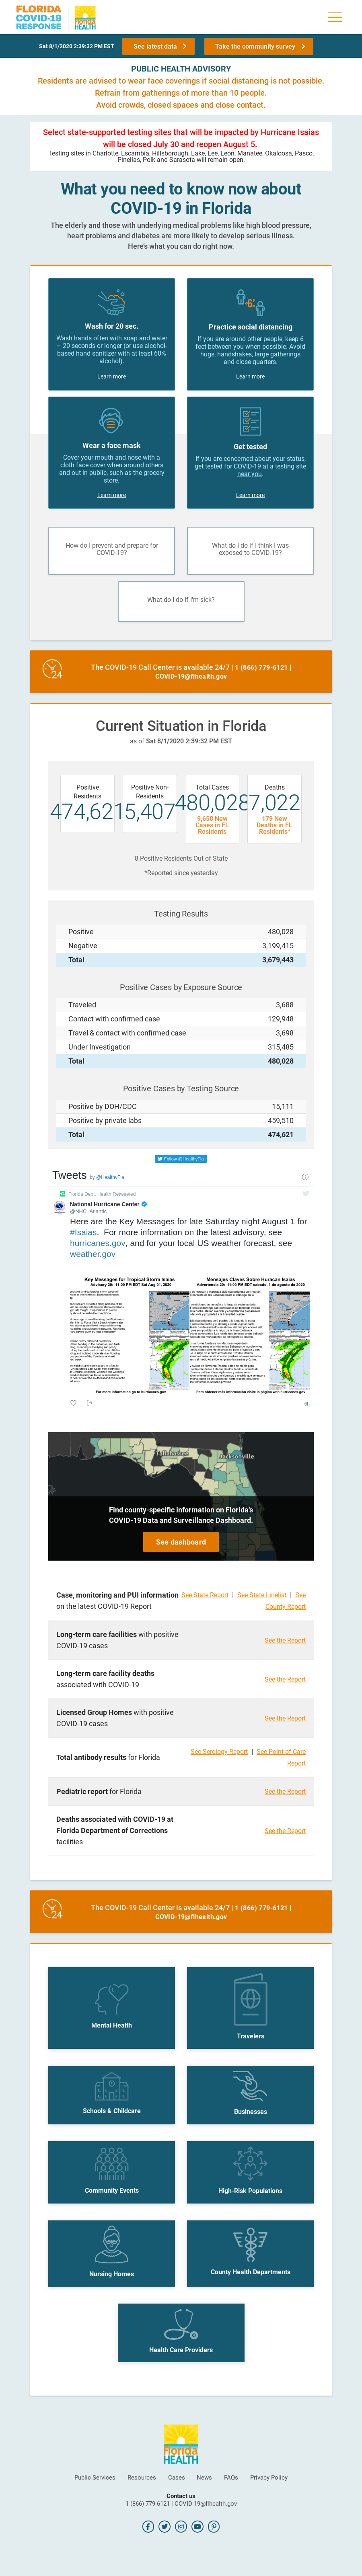 FLORIDA
COVID-19
RESPONSE
Florida
HEALTH
Sat 8/1/2020 2:39:32 PM EST
See latest data
Take the community survey
PUBLIC HEALTH ADVISORY
Residents are advised to wear face coverings if social distancing is not possible.
Refrain from gatherings of more than 10 people.
Avoid crowds, closed spaces and close contact.
Select state-supported testing sites that will be impacted by Hurricane Isaias
will be closed July 30 and reopen August 5.
Testing sites in Charlotte, Escambia, Hillsborough, Lake, Lee, Leon, Manatee, Okaloosa, Pasco,
Pinellas, Polk and Sarasota will remain open.
What you need to know now about
COVID-19 in Florida
The elderly and those with underlying medical problems like high blood pressure,
heart problems and diabetes are more likely to develop serious illness.
Here's what you can do right now.
Wash for 20 sec.
Wash hands often with soap and water
– 20 seconds or longer (or use alcohol-
based hand sanitizer with at least 60%
alcohol).
Learn more
6'
Practice social distancing
If you are around other people, keep 6
feet between you when possible. Avoid
hugs, handshakes, large gatherings
and close quarters.
Learn more
Wear a face mask
Cover your mouth and nose with a
cloth face cover when around others
and out in public, such as the grocery
store.
Learn more
Get tested
If you are concerned about your status,
get tested for COVID-19 at a testing site
near you.
Learn more
How do I prevent and prepare for
COVID-19?
What do I do if I think I was
exposed to COVID-19?
What to do if I'm sick?
24
The COVID-19 Call Center is available 24/7 | 1 (866) 779-6121 |
COVID-19@flhealth.gov
Current Situation in Florida
as of Sat 8/1/2020 2:39:32 PM EST
Positive
Residents
474,621
Positive Non-
Residents
5,407
Total Cases
480,028
9,658 New
Cases in FL
Residents
Deaths
7,022
179 New
Deaths in FL
Residents*
8 Positive Residents Out of State
*Reported since yesterday
Testing Results
Positive 480,028
Negative 3,199,415
Total 3,679,443
Positive Cases by Exposure Source
Traveled 3,688
Contact with confirmed case 129,948
Travel & contact with confirmed case 3,698
Under Investigation 315,485
Total 480,028
Positive Cases by Testing Source
Positive by DOH/CDC 15,111
Positive by private labs 459,510
Total 474,621
Follow @HealthyFla
Tweets by @HealthyFla
Florida Dept. Health Retweeted
National Hurricane Center
@NHC_Atlantic
Here are the Key Messages for late Saturday night August 1 for
#Isaias.  For more information on the latest advisory, see
hurricanes.gov, and for your local US weather forecast, see
weather.gov
Key Messages for Tropical Storm Isaias
Advisory 20: 11 PM EDT Sat Aug 01, 2020
For more information go to hurricanes.gov
Mensajes Claves Sobre Huracan Isaias
Advertencia 20: 11:00 PM EDT sábado, 1 de agosto de 2020
Para obtener más información visite la página web hurricanes.gov
Tallahassee
Jacksonville
Find county-specific information on Florida's
COVID-19 Data and Surveillance Dashboard.
See dashboard
Case, monitoring and PUI information
on the latest COVID-19 Report
See State Report | See State Linelist | See
County Report
Long-term care facilities with positive
COVID-19 cases
See the Report
Long-term care facility deaths
associated with COVID-19
See the Report
Licensed Group Homes with positive
COVID-19 cases
See the Report
Total antibody results for Florida
See Serology Report | See Point-of-Care
Report
Pediatric report for Florida
See the Report
Deaths associated with COVID-19 at
Florida Department of Corrections
facilities
See the Report
24
The COVID-19 Call Center is available 24/7 | 1 (866) 779-6121 |
COVID-19@flhealth.gov
Mental Health
Travelers
Schools & Childcare
Businesses
Community Events
High-Risk Populations
Nursing Homes
County Health Departments
Health Care Providers
Florida
HEALTH
Public Services
Resources
Cases
News
FAQs
Privacy Policy
Contact us
1 (866) 779-6121 | COVID-19@flhealth.gov